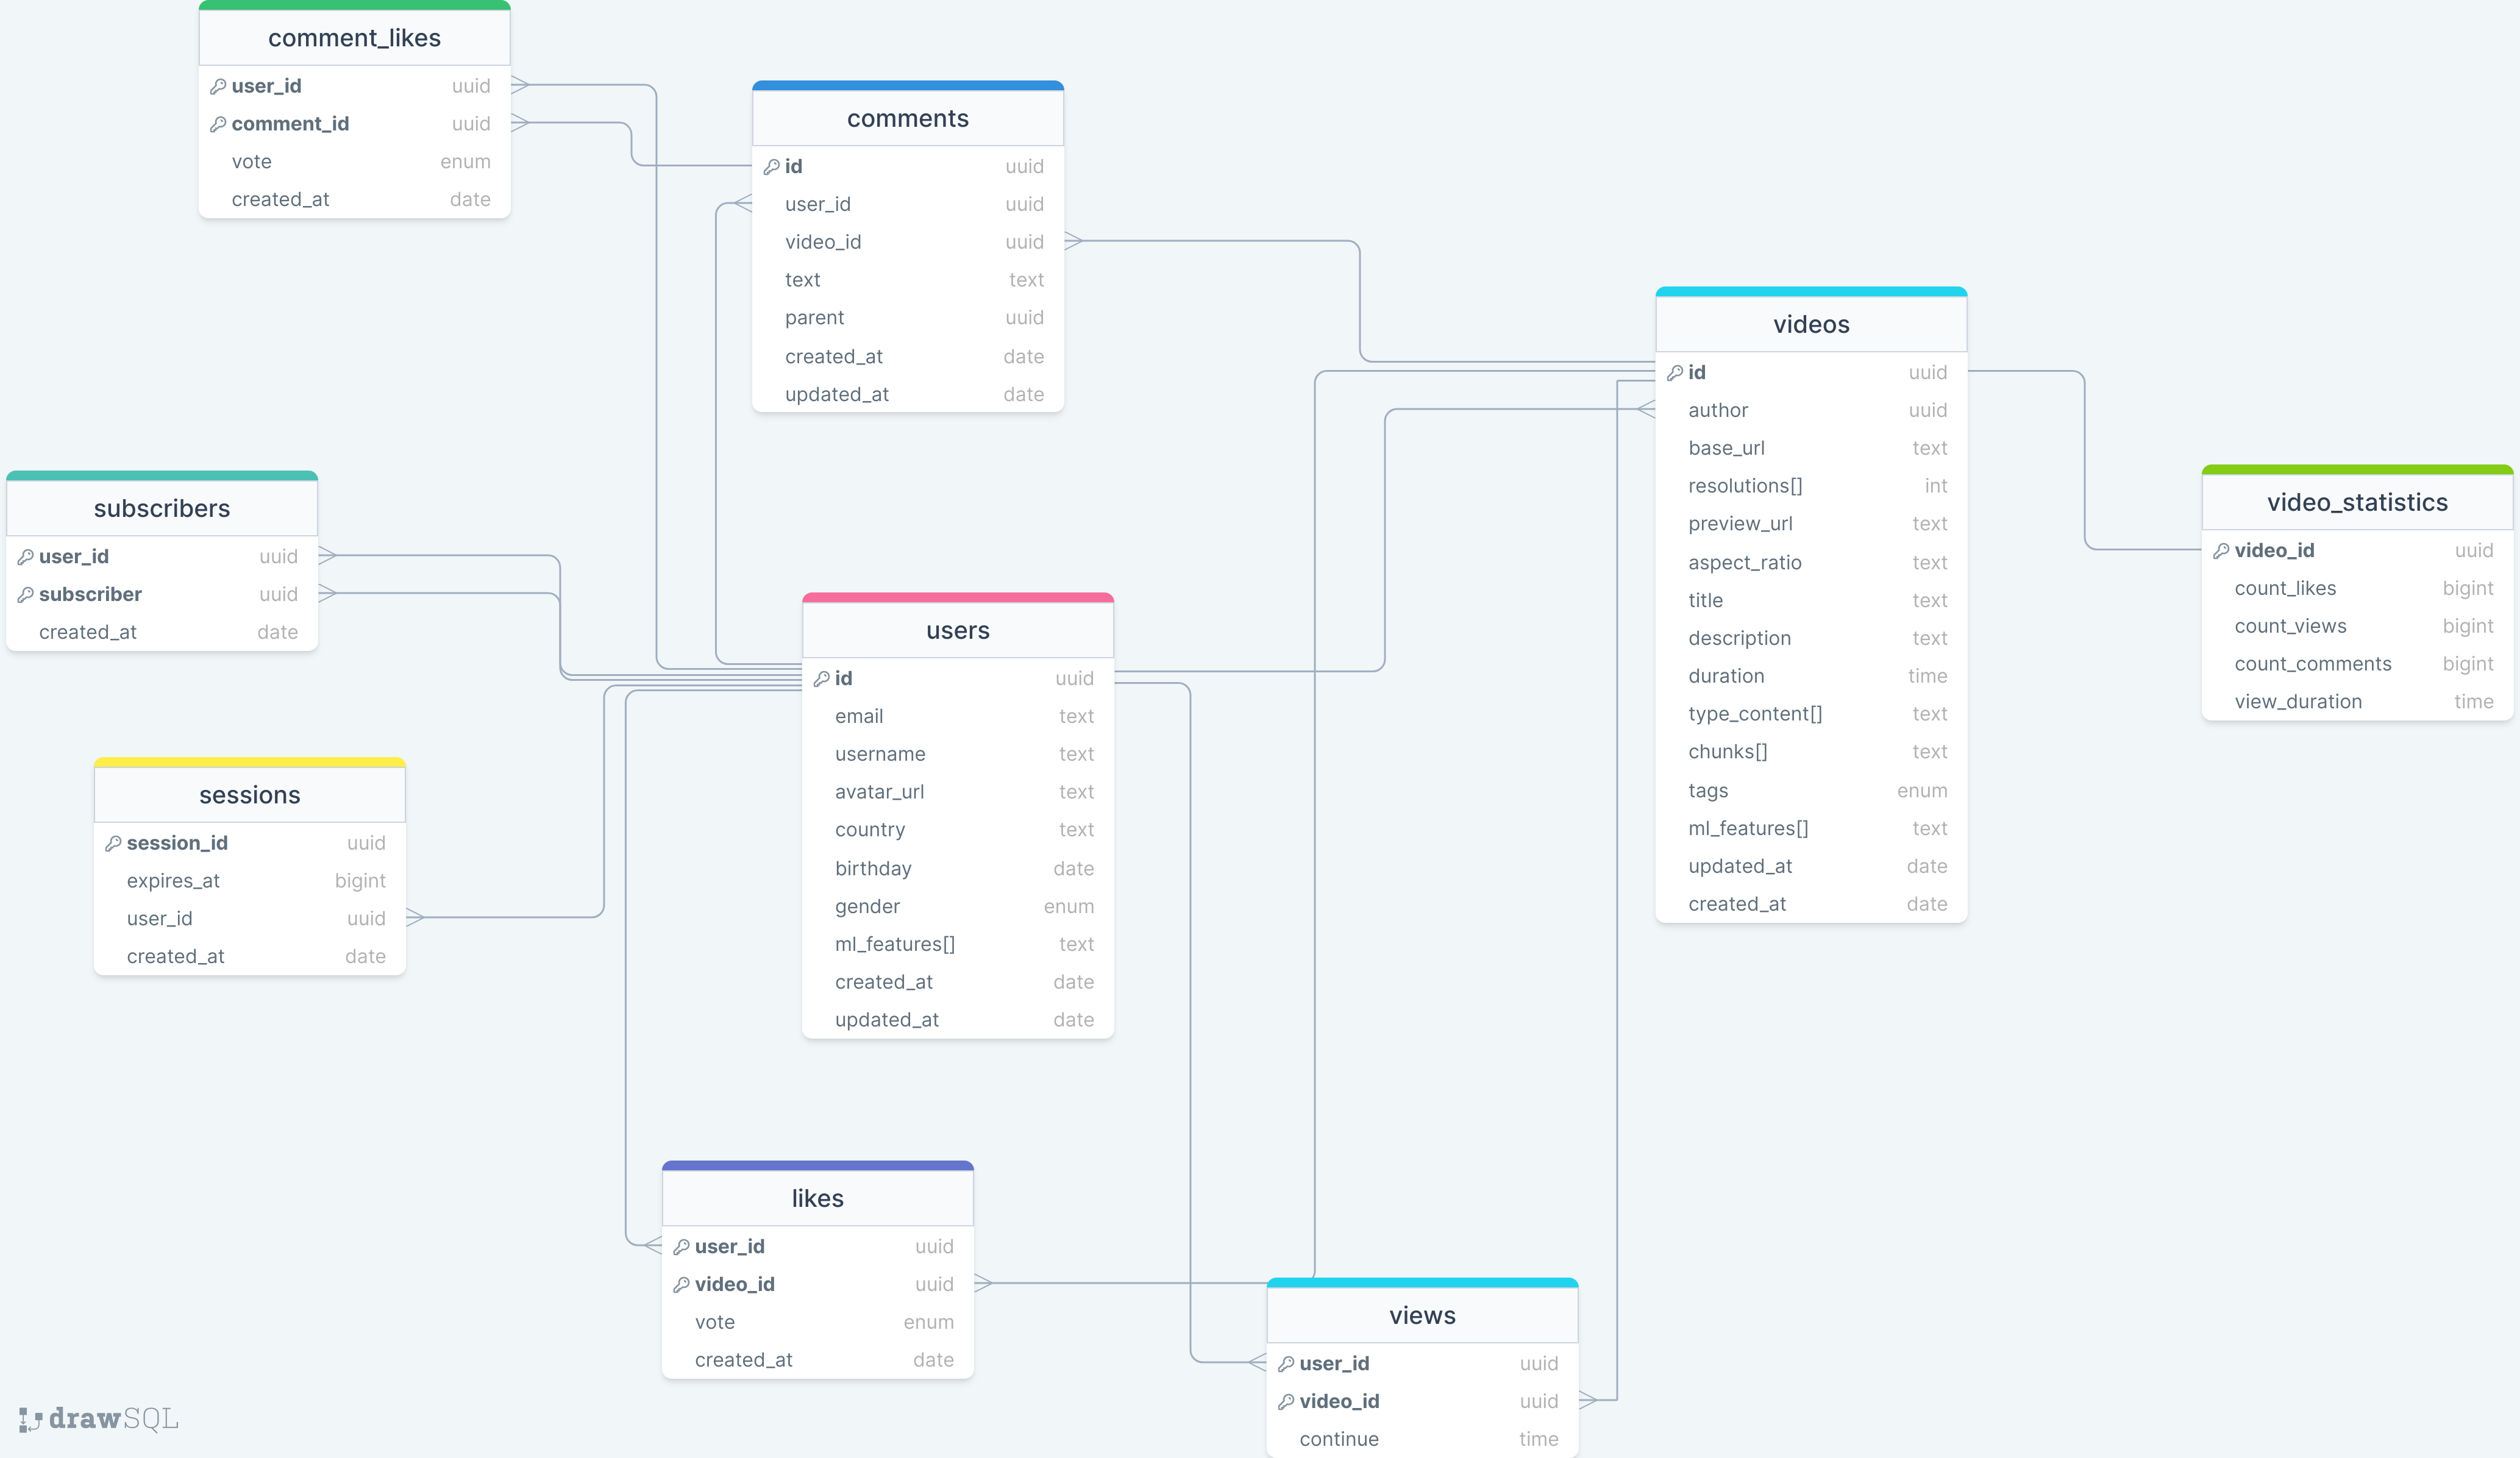 comment_likes
user_id uuid
comment_id uuid
vote enum
created_at date
comments
id uuid
user_id uuid
video_id uuid
text text
parent uuid
created_at date
updated_at date
videos
id uuid
author uuid
base_url text
resolutions[] int
preview_url text
aspect_ratio text
title text
description text
duration time
type_content[] text
chunks[] text
tags enum
ml_features[] text
updated_at date
created_at date
video_statistics
video_id uuid
count_likes bigint
count_views bigint
count_comments bigint
view_duration time
subscribers
user_id uuid
subscriber uuid
created_at date
users
id uuid
email text
username text
avatar_url text
country text
birthday date
gender enum
ml_features[] text
created_at date
updated_at date
sessions
session_id uuid
expires_at bigint
user_id uuid
created_at date
likes
user_id uuid
video_id uuid
vote enum
created_at date
views
user_id uuid
video_id uuid
continue time
drawSQL